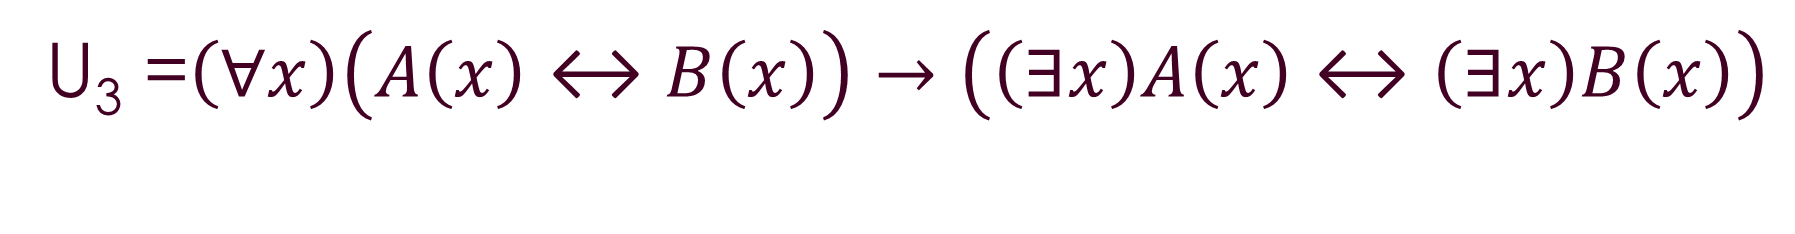 U₃ =(∀x)(A(x) ↔ B(x)) → ((∃x)A(x) ↔ (∃x)B(x))